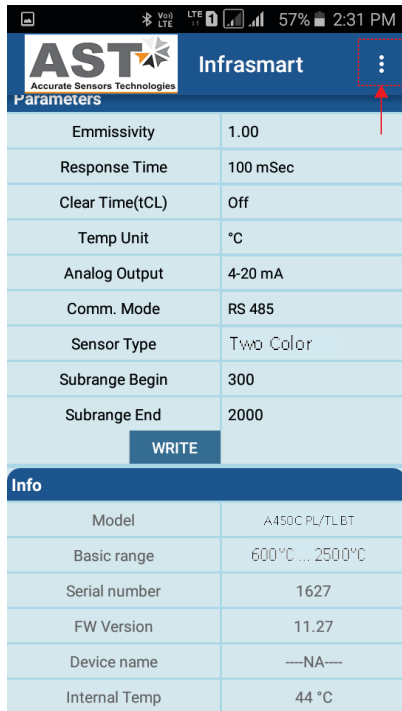 Vo) LTE LTE 1 57% 2:31 PM
AST
Accurate Sensors Technologies
Infrasmart
Parameters
Emmissivity 1.00
Response Time 100 mSec
Clear Time(tCL) Off
Temp Unit °C
Analog Output 4-20 mA
Comm. Mode RS 485
Sensor Type Two Color
Subrange Begin 300
Subrange End 2000
WRITE
Info
Model A450C PL/TL BT
Basic range 600°C ... 2500°C
Serial number 1627
FW Version 11.27
Device name ----NA----
Internal Temp 44 °C